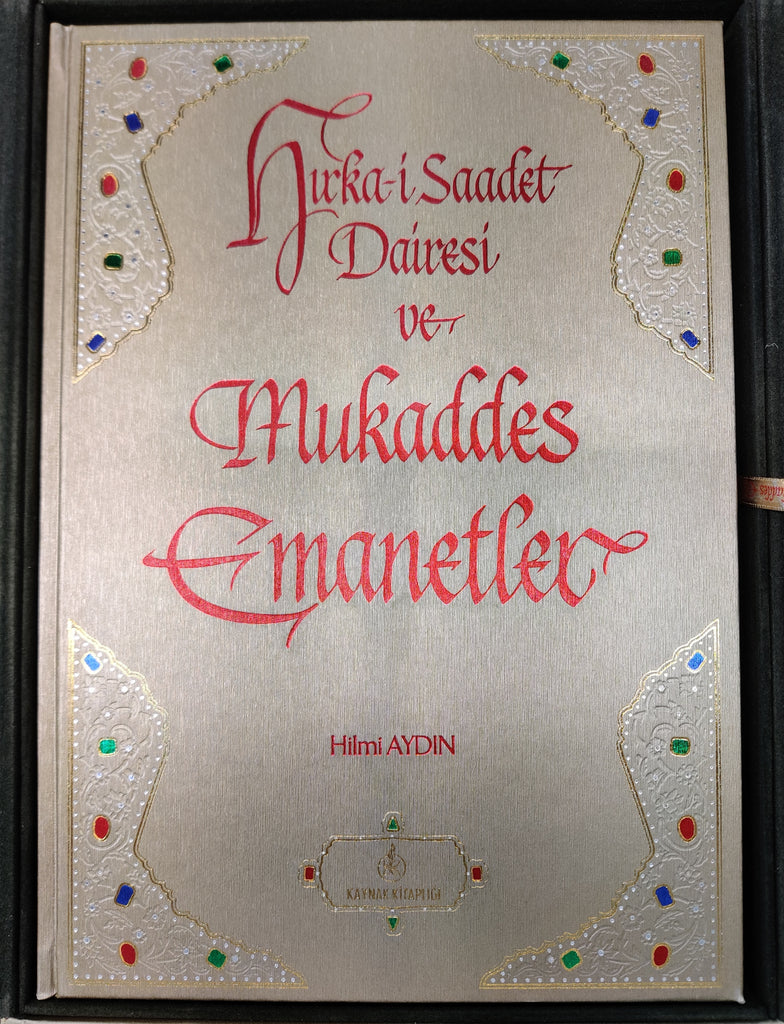 Hırka-i Saadet
Dairesi
ve
Mukaddes
Emanetler
Hilmi AYDIN
KAYNAK KİTAPLIĞI